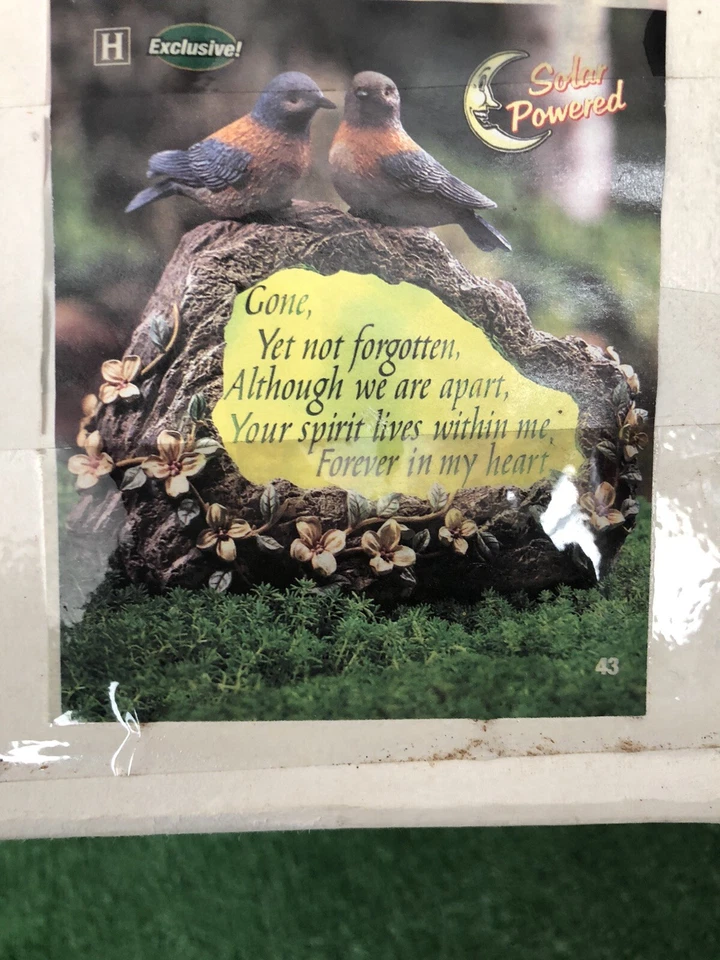 H Exclusive!
Solar
Powered
Gone,
Yet not forgotten,
Although we are apart,
Your spirit lives within me,
Forever in my heart
43